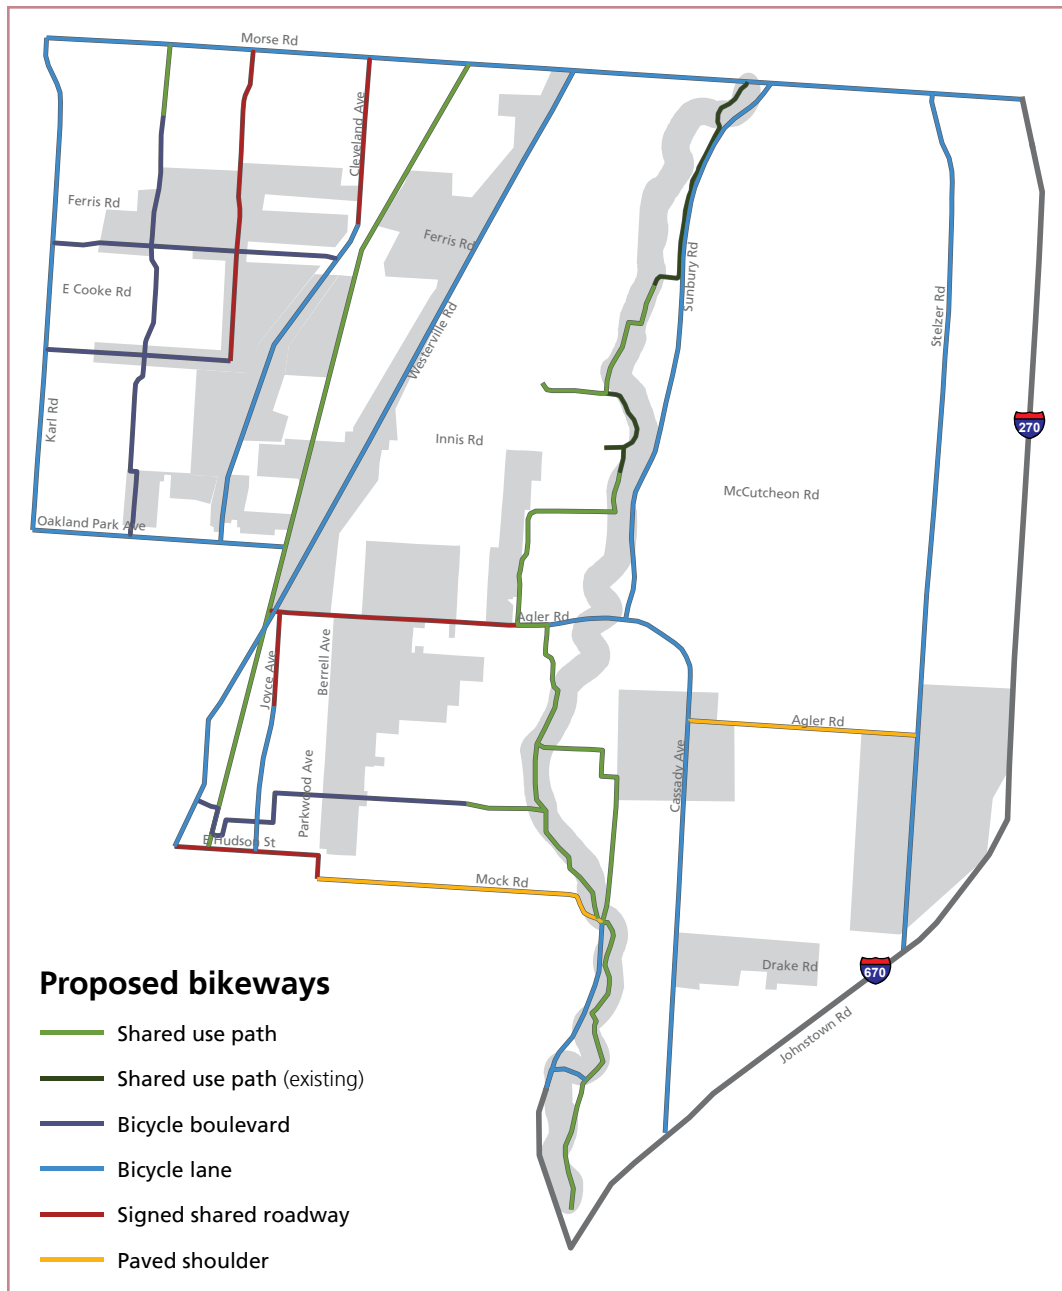 Morse Rd
Cleveland Ave
Ferris Rd
Ferris Rd
Sunbury Rd
E Cooke Rd
Stelzer Rd
Westerville Rd
Karl Rd
270
Innis Rd
McCutcheon Rd
Oakland Park Ave
Agler Rd
Joyce Ave
Berrell Ave
Agler Rd
Cassady Ave
Parkwood Ave
E Hudson St
Mock Rd
Drake Rd
670
Johnstown Rd
Proposed bikeways
Shared use path
Shared use path (existing)
Bicycle boulevard
Bicycle lane
Signed shared roadway
Paved shoulder